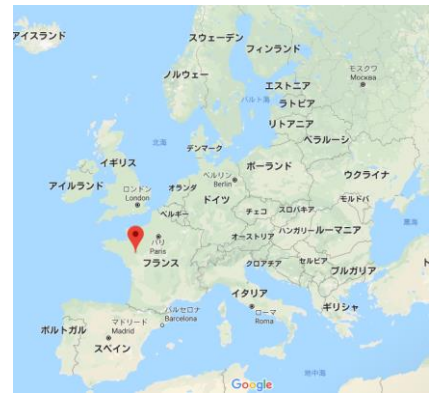 アイスランド
スウェーデン
フィンランド
ノルウェー
モスクワ
Москва
エストニア
バルト海
ラトビア
リトアニア
北海
デンマーク
ベラルーシ
イギリス
アイルランド
ロンドン
London
オランダ
ベルリン
Berlin
ポーランド
ドイツ
ウクライナ
ベルギー
チェコ
スロバキア
モルドバ
パリ
Paris
オーストリア
ハンガリー
ルーマニア
フランス
クロアチア
セルビア
黒海
ブルガリア
イタリア
バルセロナ
Barcelona
ローマ
Roma
ポルトガル
マドリード
Madrid
スペイン
ギリシャ
ト
地中海
Google